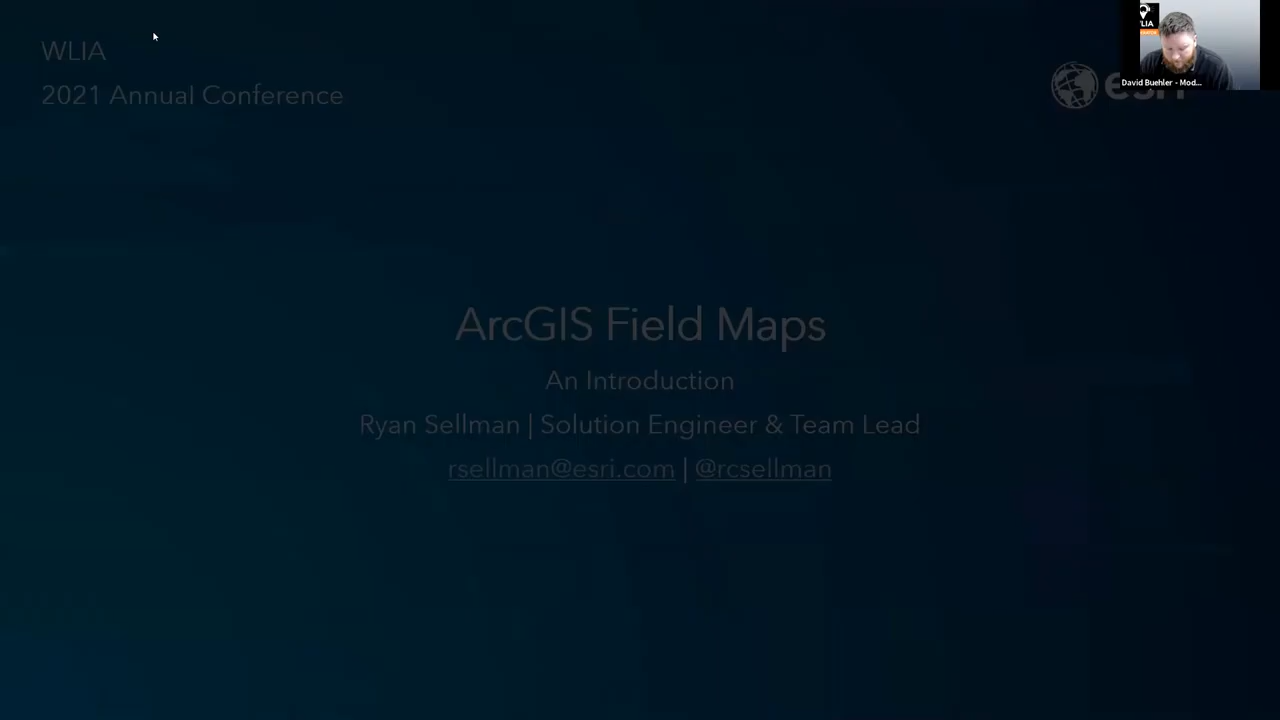 WLIA
2021 Annual Conference
esri
LIA
David Buehler - Mod...
ArcGIS Field Maps
An Introduction
Ryan Sellman | Solution Engineer & Team Lead
rsellman@esri.com | @rcsellman